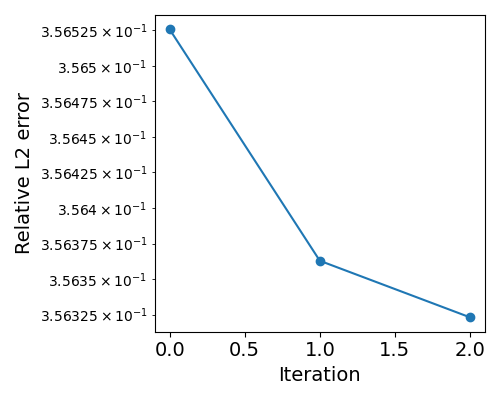 3.56525 × 10⁻¹
3.565 × 10⁻¹
3.56475 × 10⁻¹
3.5645 × 10⁻¹
3.56425 × 10⁻¹
3.564 × 10⁻¹
3.56375 × 10⁻¹
3.5635 × 10⁻¹
3.56325 × 10⁻¹
Relative L2 error
0.0 0.5 1.0 1.5 2.0
Iteration